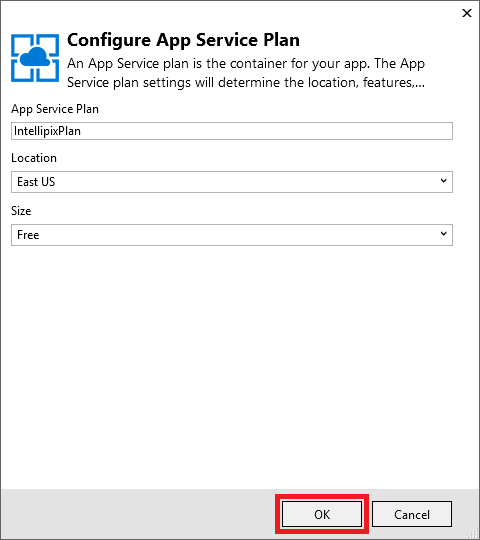 Configure App Service Plan
An App Service plan is the container for your app. The App
Service plan settings will determine the location, features,...
App Service Plan
IntellipixPlan
Location
East US
Size
Free
OK
Cancel